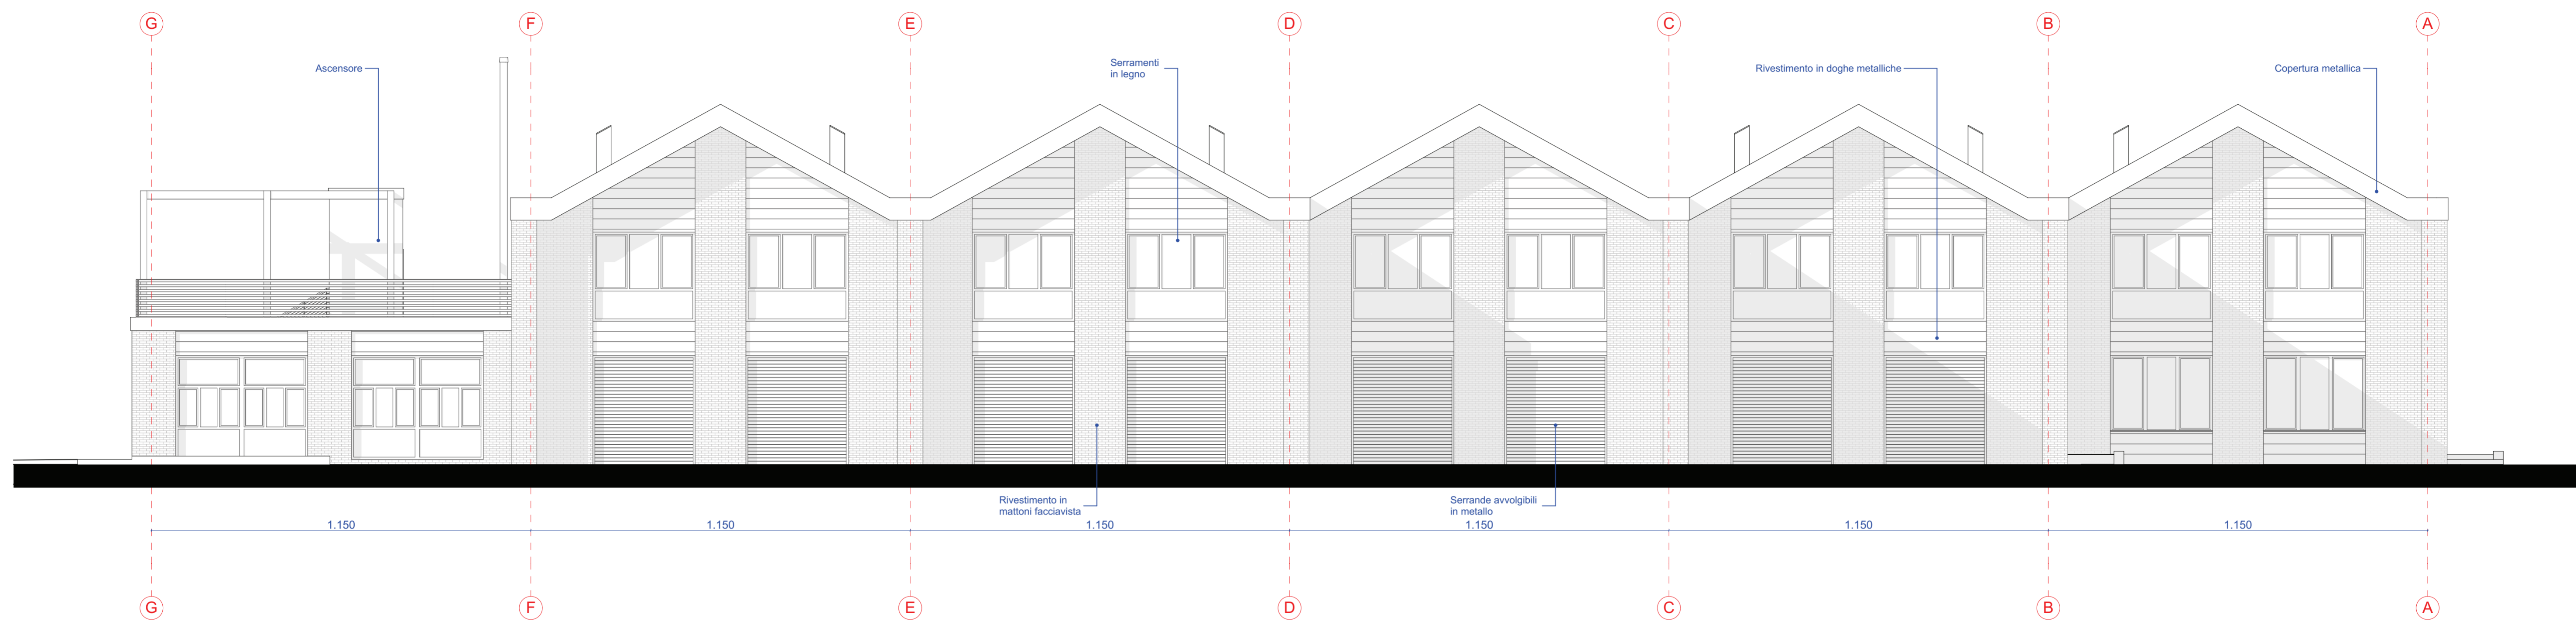 G F E D C B A
Ascensore
Serramenti
in legno
Rivestimento in doghe metalliche
Copertura metallica
Rivestimento in
mattoni facciavista
Serrande avvolgibili
in metallo
1.150 1.150 1.150 1.150 1.150 1.150
G F E D C B A